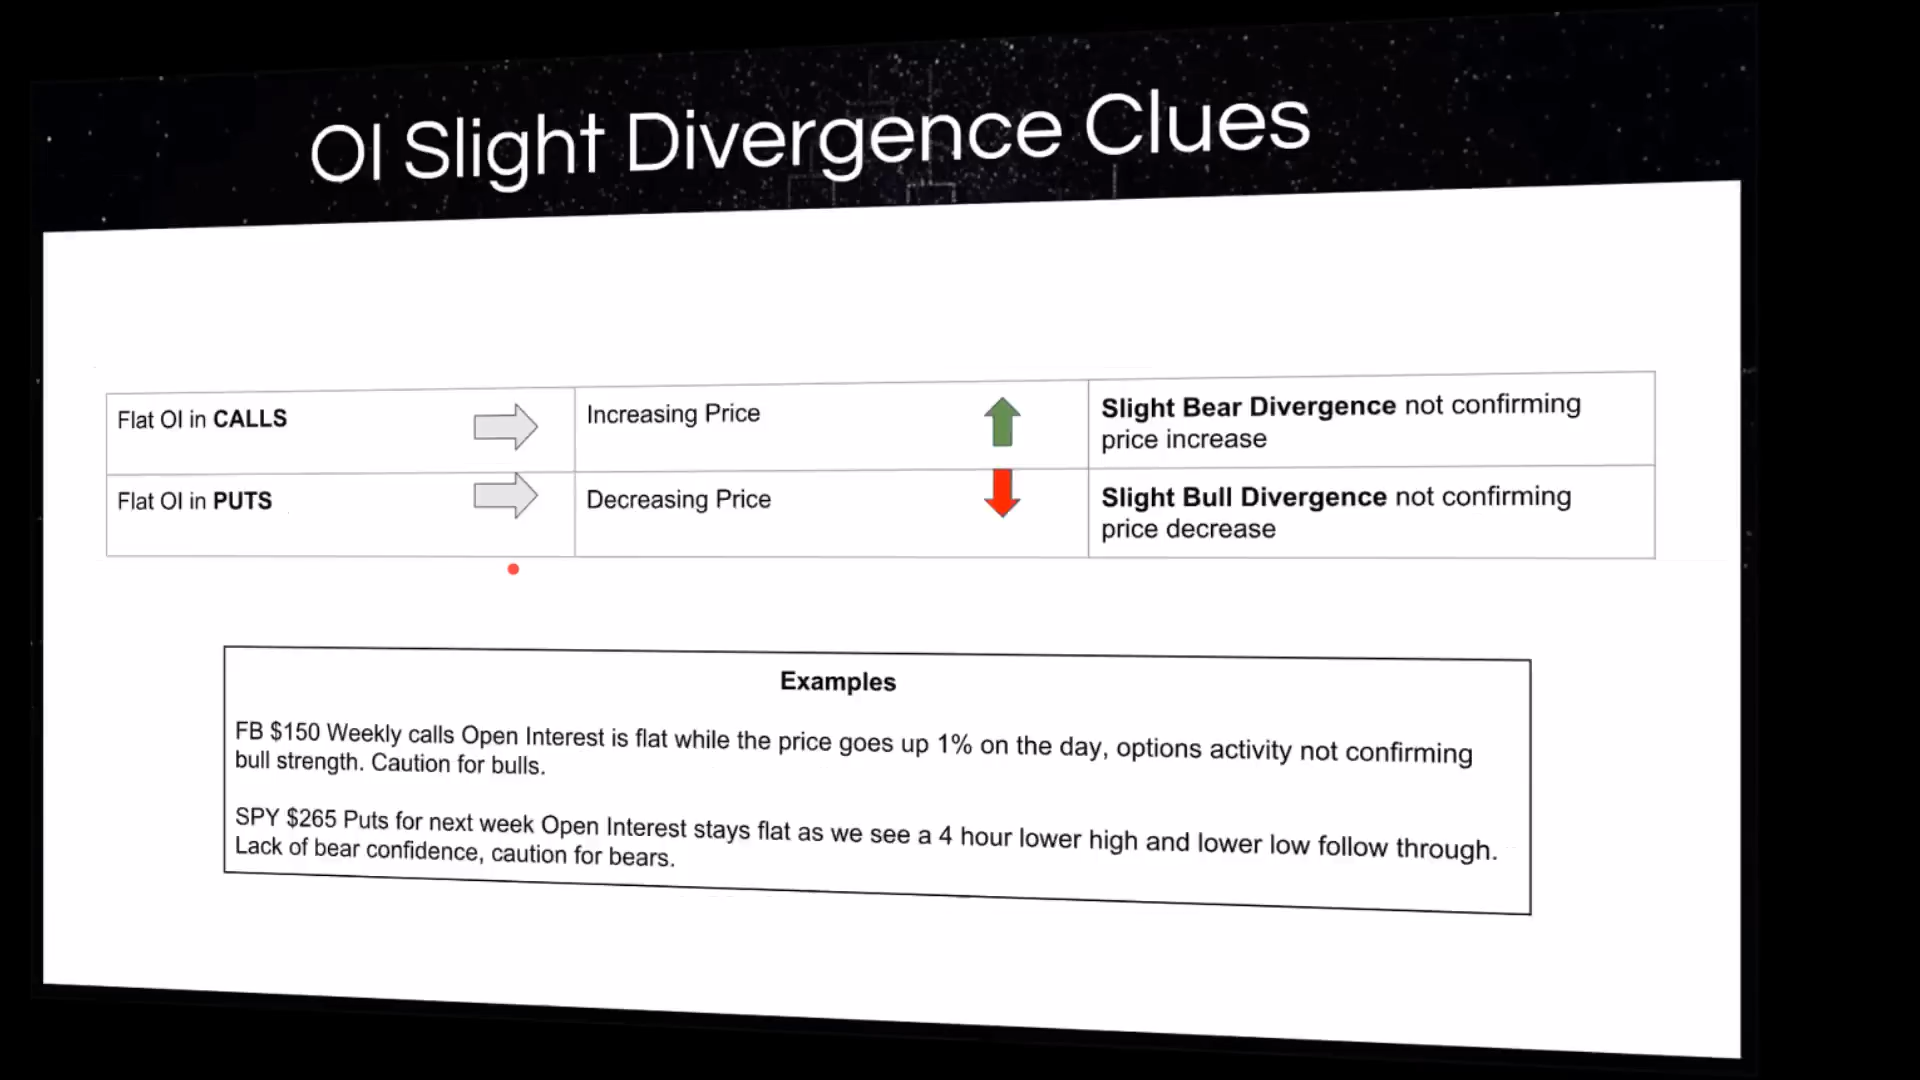 OI Slight Divergence Clues
Flat OI in CALLS
Increasing Price
Slight Bear Divergence not confirming
price increase
Flat OI in PUTS
Decreasing Price
Slight Bull Divergence not confirming
price decrease
Examples
FB $150 Weekly calls Open Interest is flat while the price goes up 1% on the day, options activity not confirming
bull strength. Caution for bulls.
SPY $265 Puts for next week Open Interest stays flat as we see a 4 hour lower high and lower low follow through.
Lack of bear confidence, caution for bears.